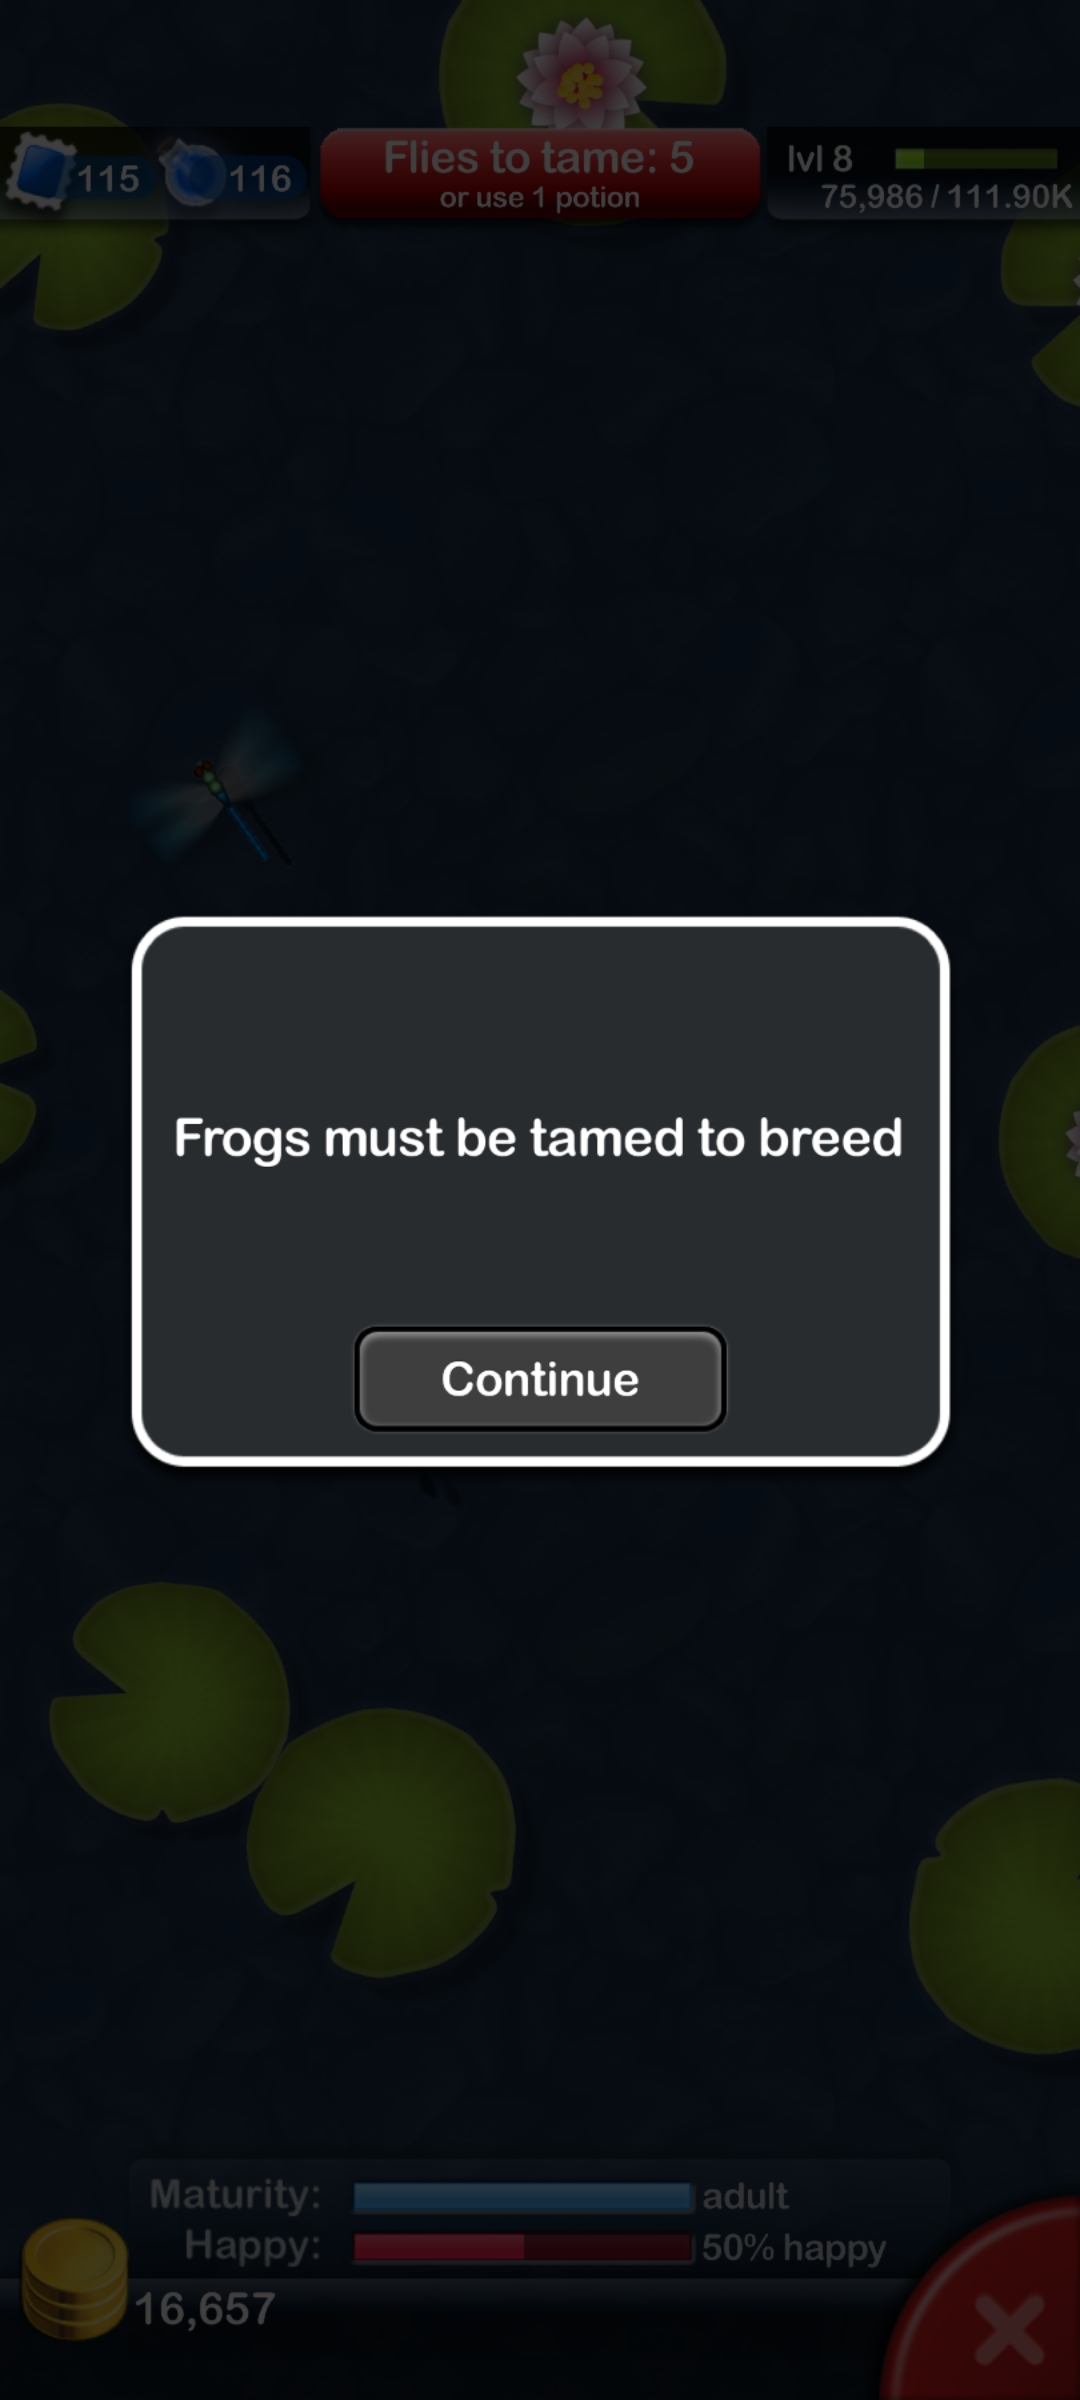 115
116
Flies to tame: 5
or use 1 potion
lvl 8
75,986 / 111.90K
Frogs must be tamed to breed
Continue
Maturity: adult
Happy: 50% happy
16,657